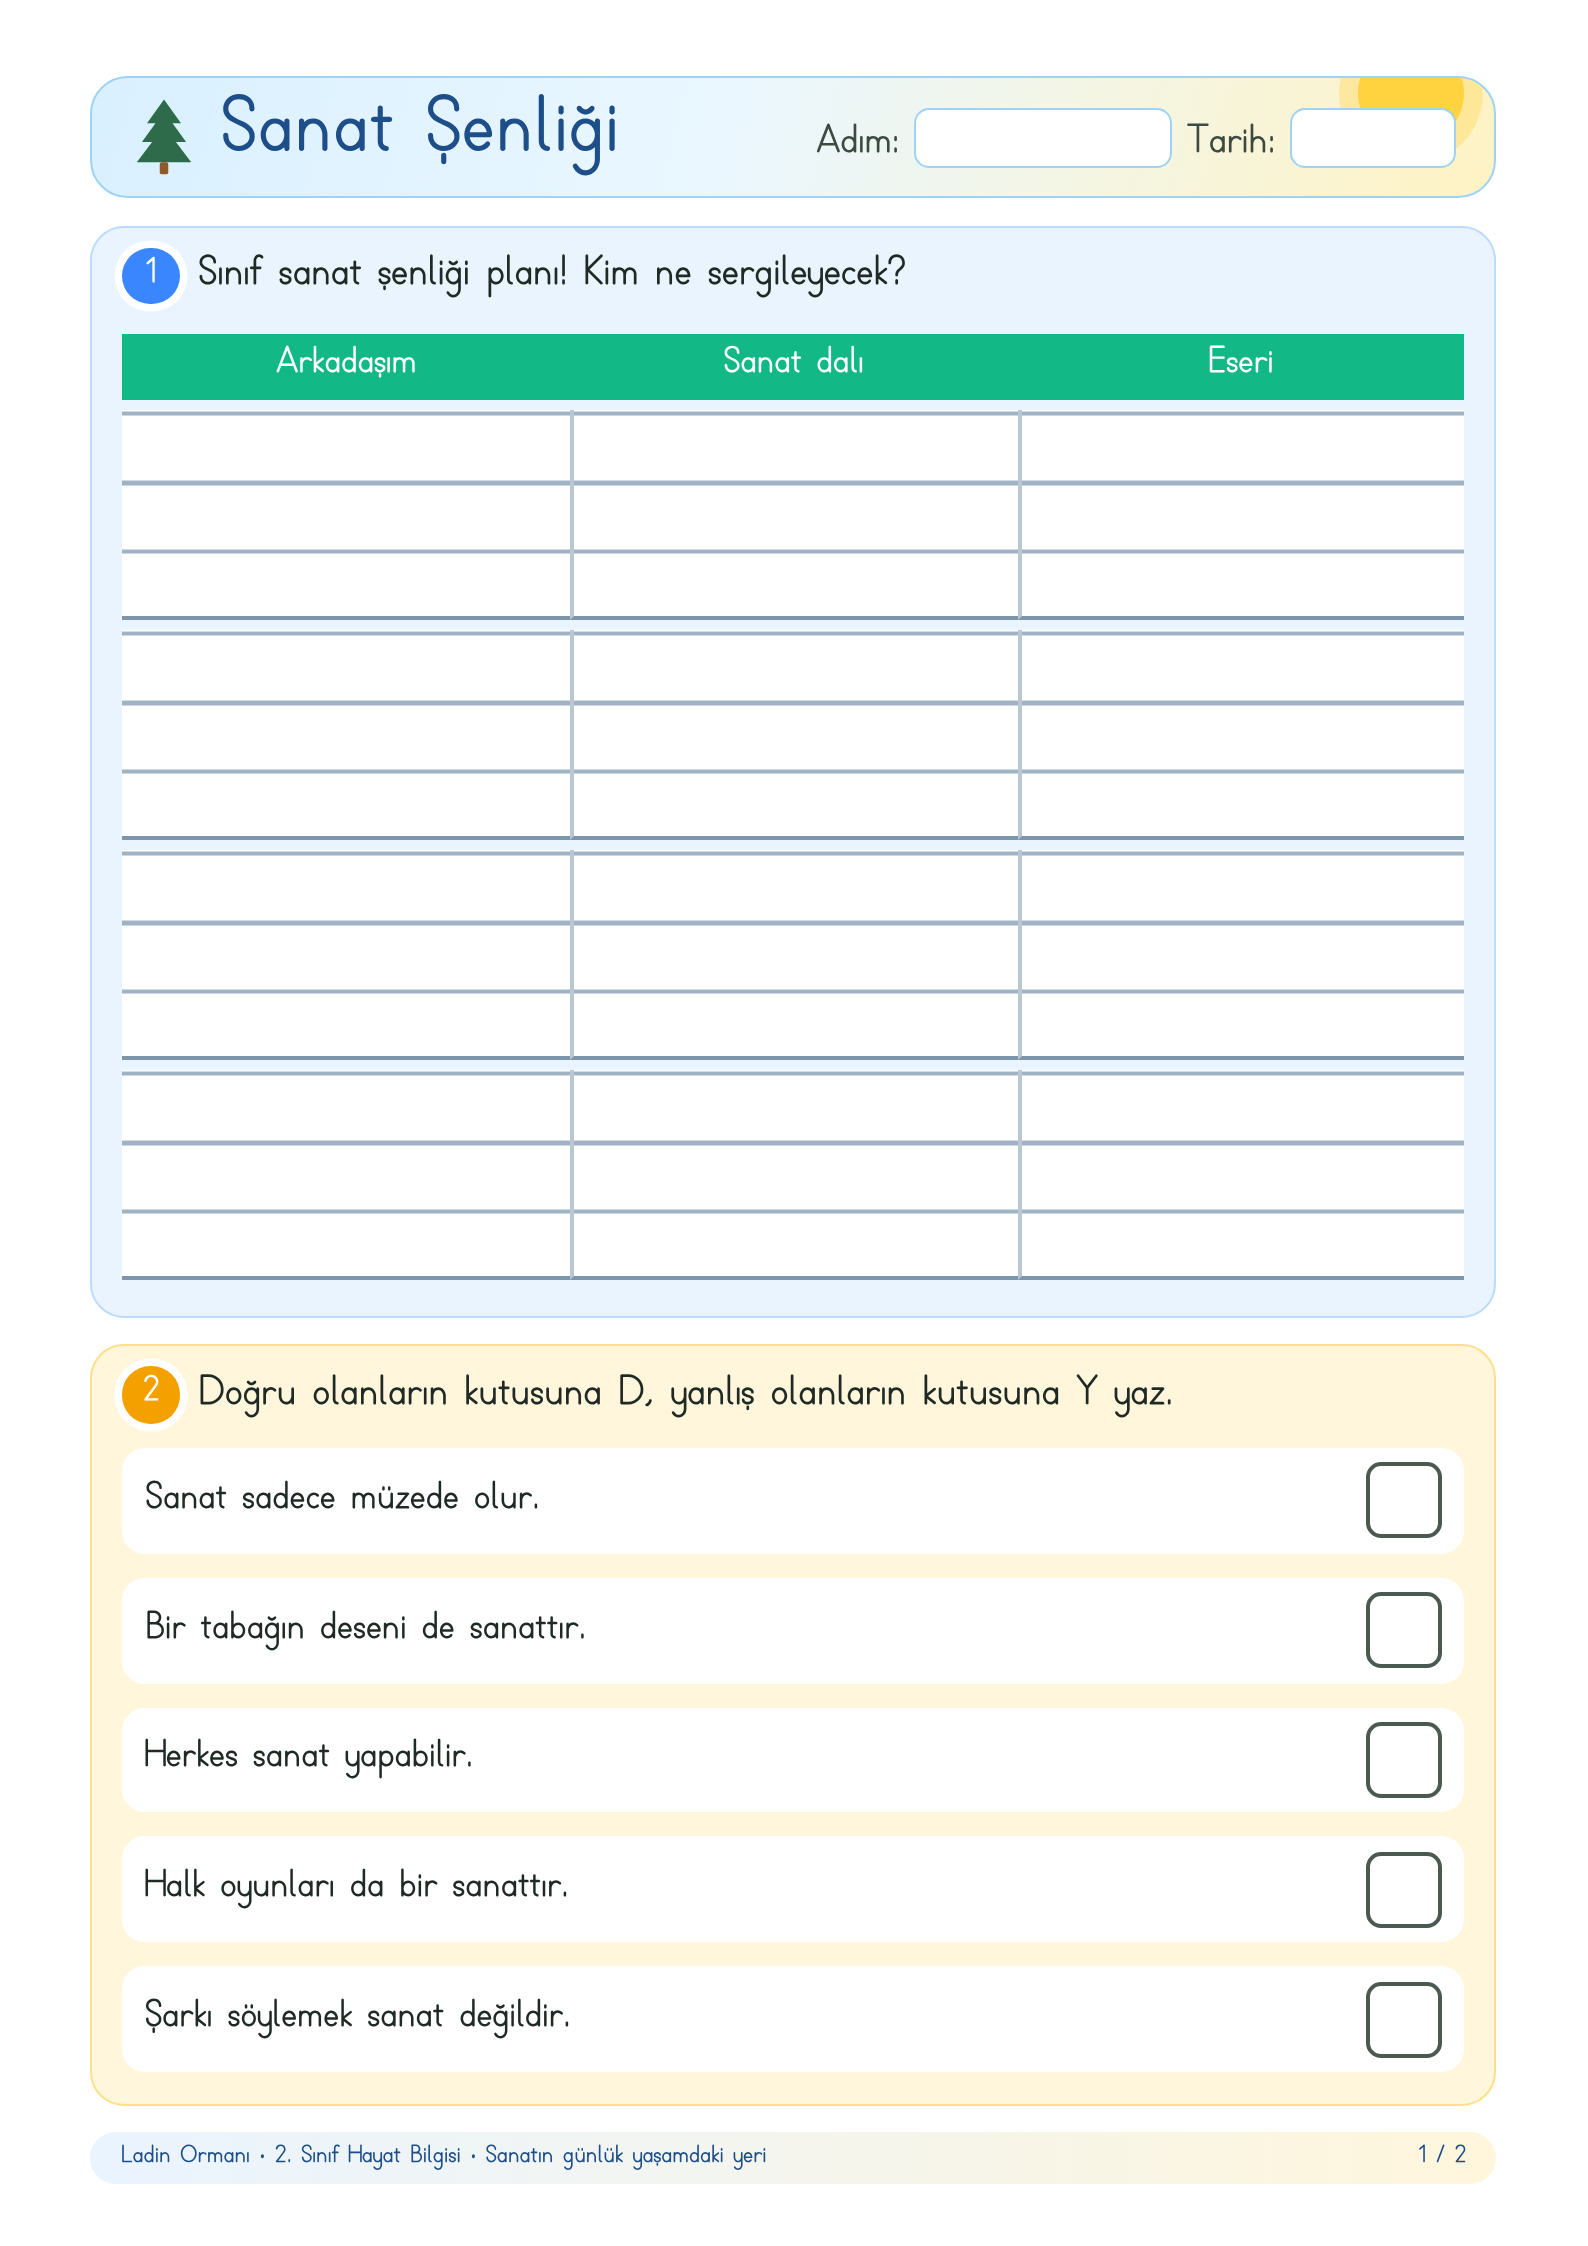 Sanat Şenliği
Adım: Tarih:
1 Sınıf sanat şenliği planı! Kim ne sergileyecek?
Arkadaşım Sanat dalı Eseri
2 Doğru olanların kutusuna D, yanlış olanların kutusuna Y yaz.
Sanat sadece müzede olur.
Bir tabağın deseni de sanattır.
Herkes sanat yapabilir.
Halk oyunları da bir sanattır.
Şarkı söylemek sanat değildir.
Ladin Ormanı • 2. Sınıf Hayat Bilgisi • Sanatın günlük yaşamdaki yeri 1 / 2